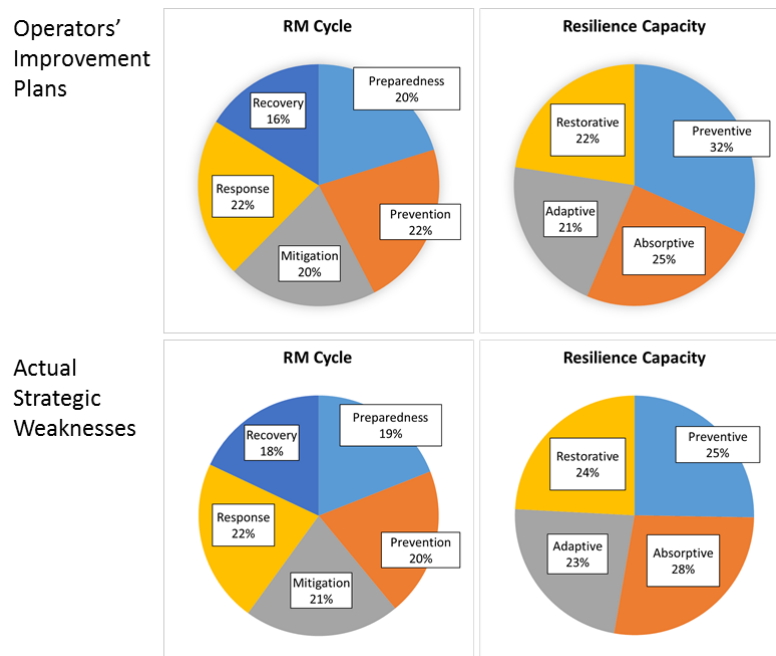 Operators'
Improvement
Plans
RM Cycle
Preparedness
20%
Prevention
22%
Mitigation
20%
Response
22%
Recovery
16%
Resilience Capacity
Preventive
32%
Absorptive
25%
Adaptive
21%
Restorative
22%
Actual
Strategic
Weaknesses
RM Cycle
Preparedness
19%
Prevention
20%
Mitigation
21%
Response
22%
Recovery
18%
Resilience Capacity
Preventive
25%
Absorptive
28%
Adaptive
23%
Restorative
24%